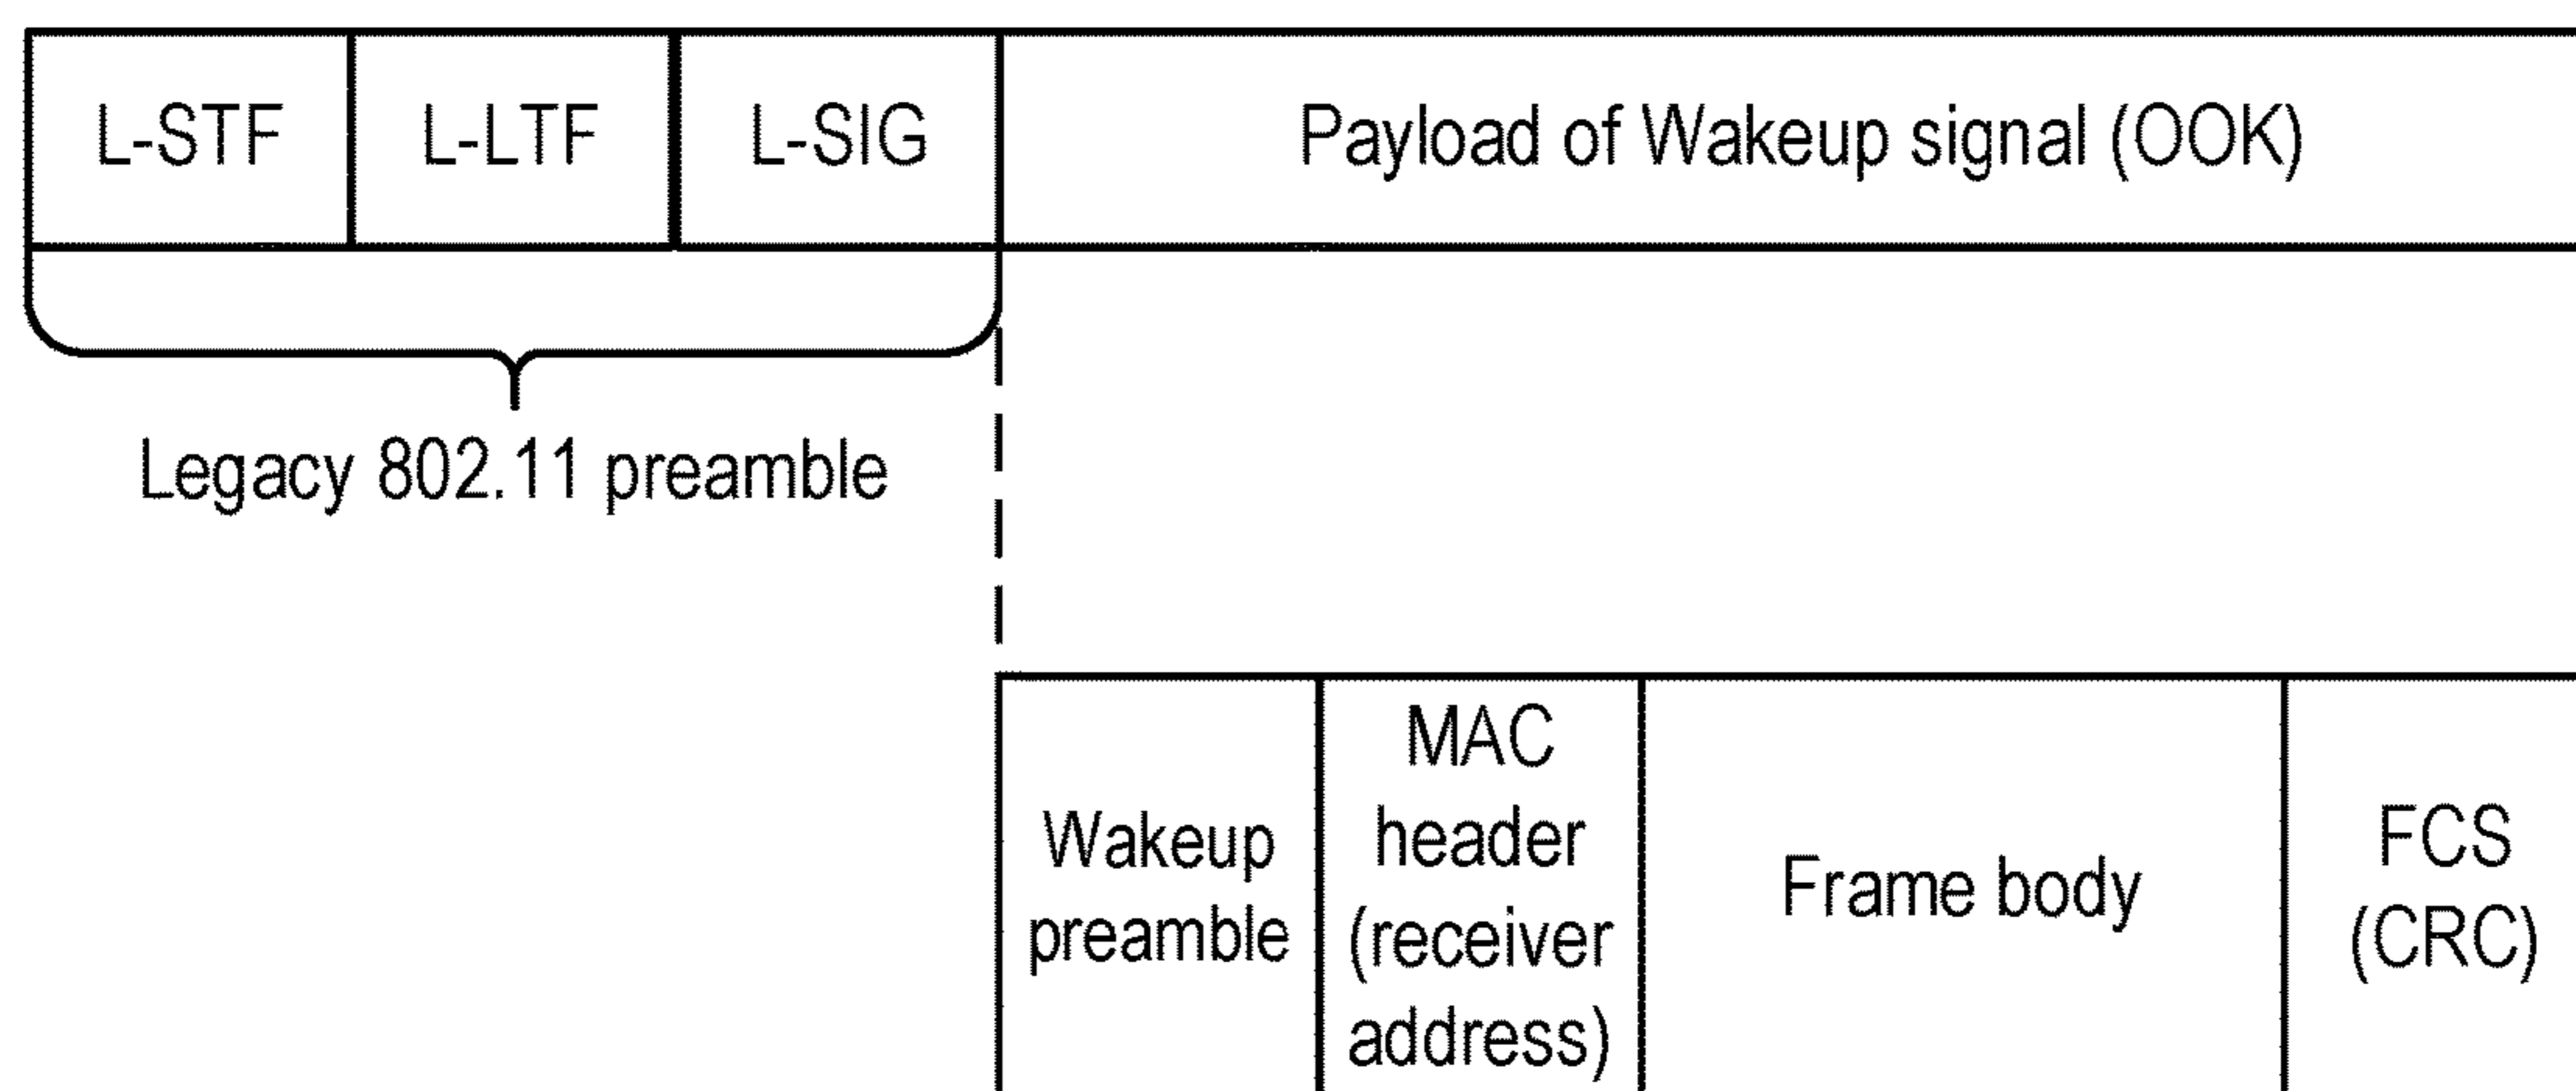 L-STF
L-LTF
L-SIG
Payload of Wakeup signal (OOK)
Legacy 802.11 preamble
Wakeup
preamble
MAC
header
(receiver
address)
Frame body
FCS
(CRC)